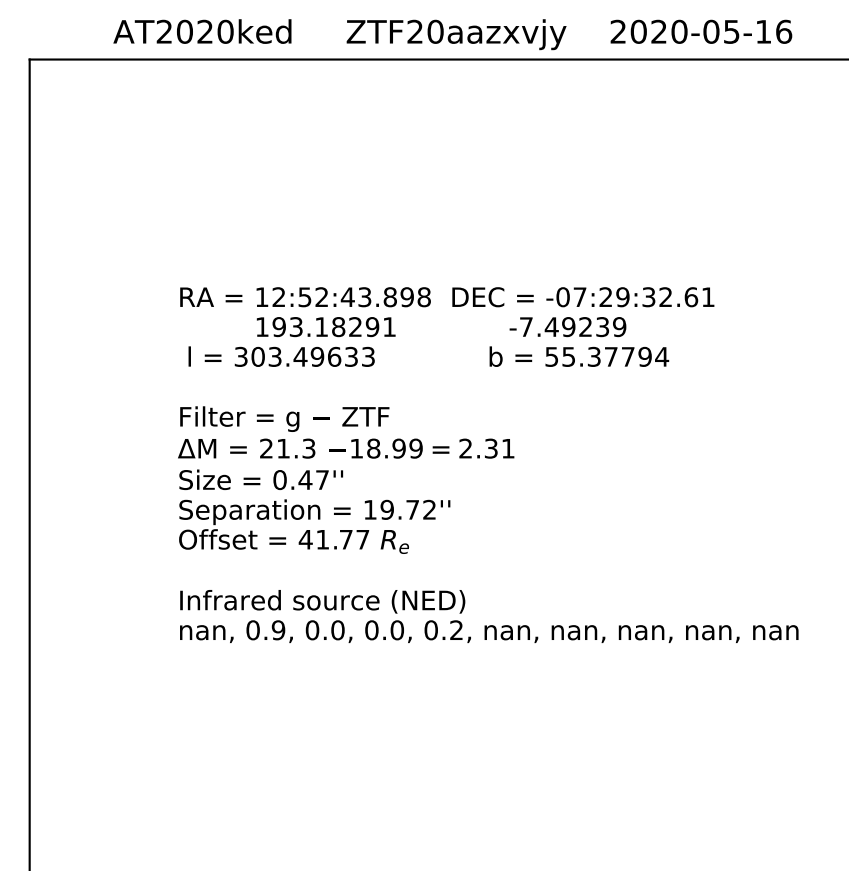 AT2020ked ZTF20aazxvjy 2020-05-16
RA = 12:52:43.898 DEC = -07:29:32.61
193.18291 -7.49239
l = 303.49633 b = 55.37794
Filter = g − ZTF
ΔM = 21.3 −18.99 = 2.31
Size = 0.47''
Separation = 19.72''
Offset = 41.77 Rₑ
Infrared source (NED)
nan, 0.9, 0.0, 0.0, 0.2, nan, nan, nan, nan, nan